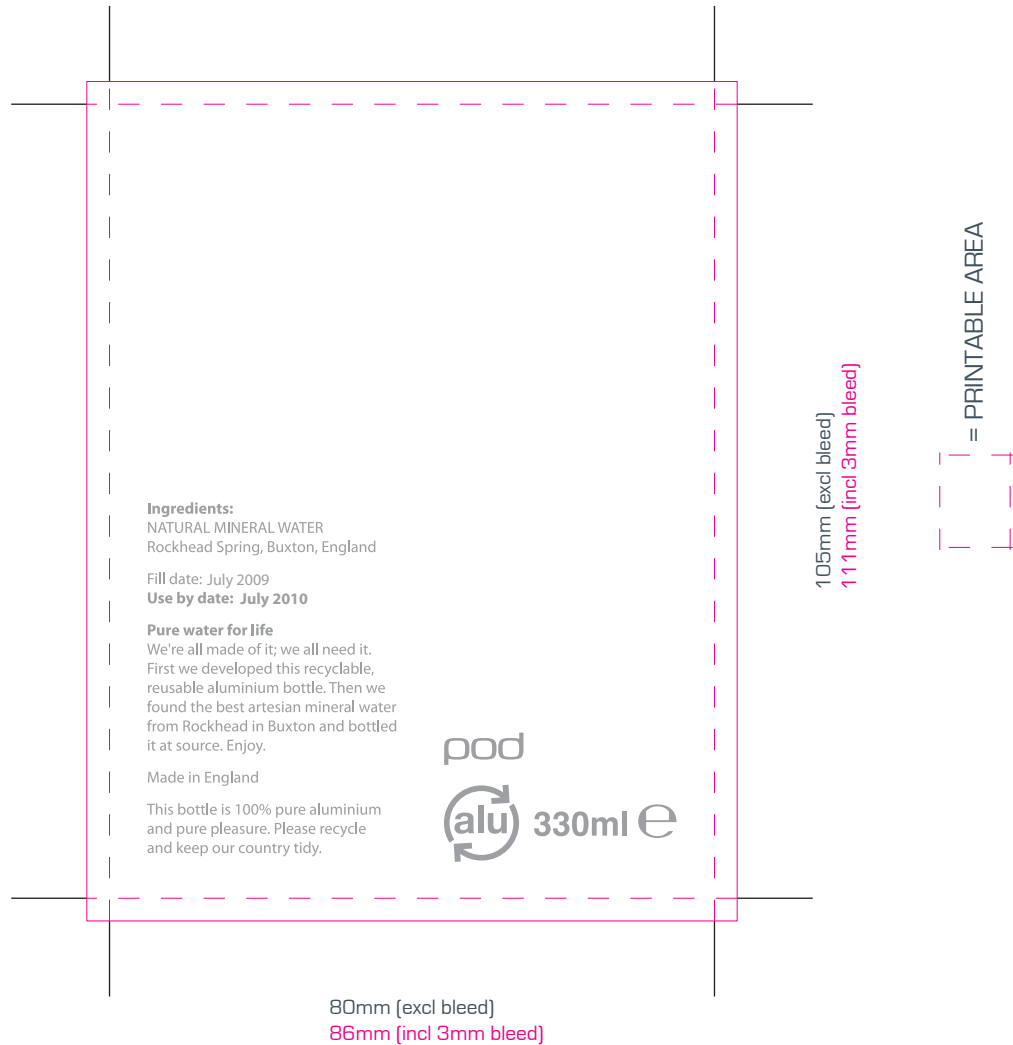 Ingredients:
NATURAL MINERAL WATER
Rockhead Spring, Buxton, England
Fill date: July 2009
Use by date: July 2010
Pure water for life
We're all made of it; we all need it.
First we developed this recyclable,
reusable aluminium bottle. Then we
found the best artesian mineral water
from Rockhead in Buxton and bottled
it at source. Enjoy.
Made in England
This bottle is 100% pure aluminium
and pure pleasure. Please recycle
and keep our country tidy.
pod
alu 330ml ℮
105mm (excl bleed)
111mm (incl 3mm bleed)
= PRINTABLE AREA
80mm (excl bleed)
86mm (incl 3mm bleed)